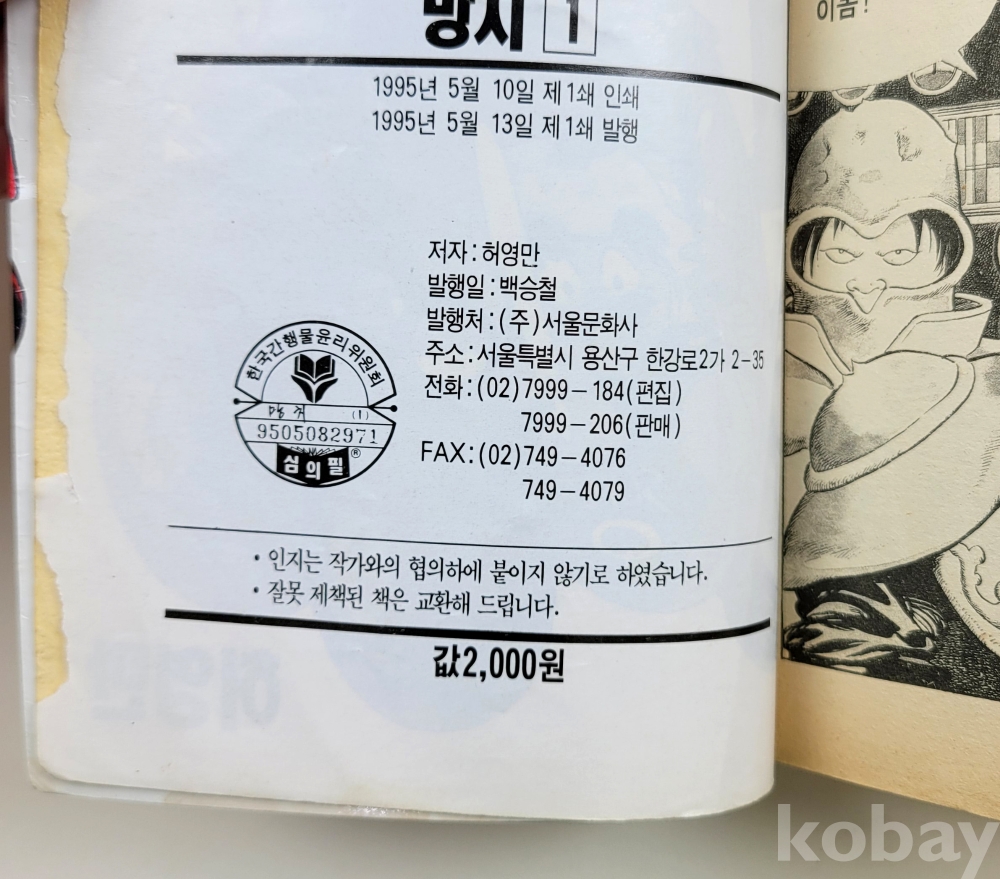 망치 1
1995년 5월 10일 제1쇄 인쇄
1995년 5월 13일 제1쇄 발행
저자:허영만
발행일:백승철
발행처:(주)서울문화사
주소:서울특별시 용산구 한강로2가 2-35
전화:(02)7999-184(편집)
7999-206(판매)
FAX:(02)749-4076
749-4079
한국간행물윤리위원회
망치 (1)
9505082971
심의필 ®
• 인지는 작가와의 협의하에 붙이지 않기로 하였습니다.
• 잘못 제책된 책은 교환해 드립니다.
값2,000원
이놈!
kobay